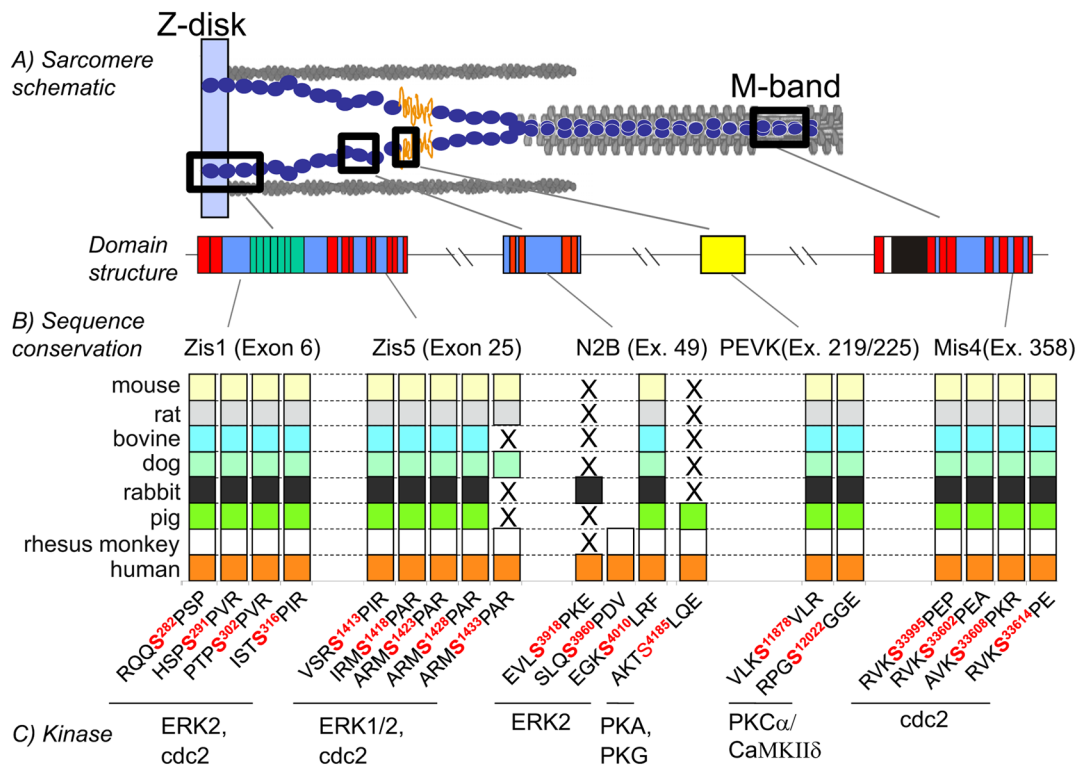 Z-disk
A) Sarcomere
schematic
M-band
Domain
structure
B) Sequence
conservation
Zis1 (Exon 6) Zis5 (Exon 25) N2B (Ex. 49) PEVK(Ex. 219/225) Mis4(Ex. 358)
mouse X X
rat X X
bovine X X X
dog X X
rabbit X X
pig X X
rhesus monkey X
human
RQQS282PSP
HSPS291PVR
PTPS302PVR
ISTS316PIR
VSRS1413PIR
IRMS1418PAR
ARMS1423PAR
ARMS1428PAR
ARMS1433PAR
EVLS3918PKE
SLQS3960PDV
EGKS4010LRF
AKTS4185LQE
VLKS11878VLR
RPGS12022GGE
RVKS33995PEP
RVKS33602PEA
AVKS33608PKR
RVKS33614PE
C) Kinase
ERK2,
cdc2
ERK1/2,
cdc2
ERK2
PKA,
PKG
PKCα/
CaMKIIδ
cdc2